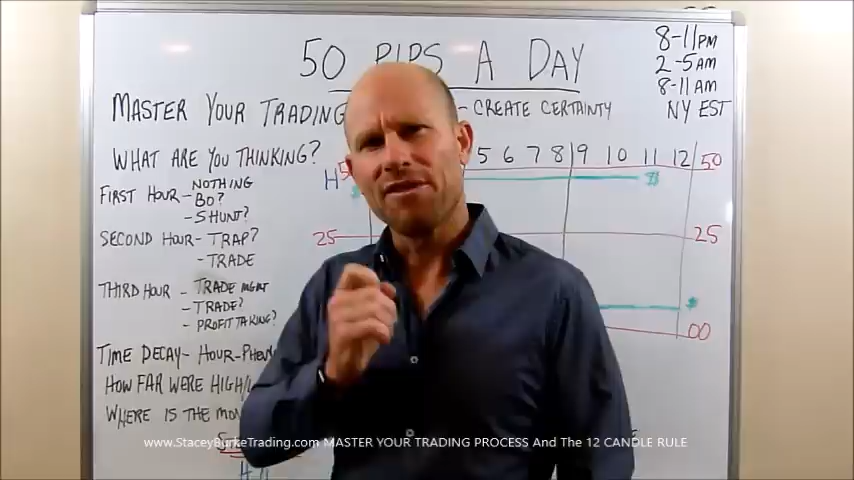 50 PIPS A DAY
8-11PM
2-5AM
8-11AM
NY EST
MASTER YOUR TRADING - CREATE CERTAINTY
WHAT ARE YOU THINKING?
5 6 7 8 9 10 11 12 50
H 5
$
FIRST HOUR - NOTHING
- BO?
- SHUNT?
SECOND HOUR - TRAP?
- TRADE
25 25
THIRD HOUR - TRADE MGMT
- TRADE?
- PROFIT TAKING?
$
00
TIME DECAY - HOUR-
HOW FAR WERE HIGH/
WHERE IS THE
www.StaceyBurkeTrading.com MASTER YOUR TRADING PROCESS And The 12 CANDLE RULE